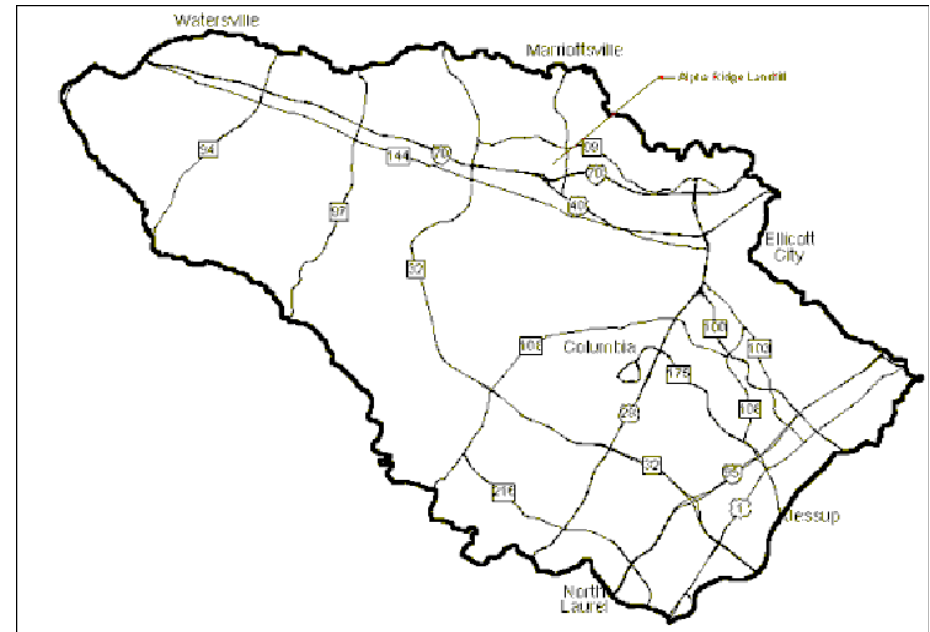 Watersville
Marriottsville
Alpha Ridge Landfill
94
144
70
99
70
97
40
Ellicott
City
32
108
100
103
Columbia
175
29
108
32
95
216
1
Jessup
North
Laurel